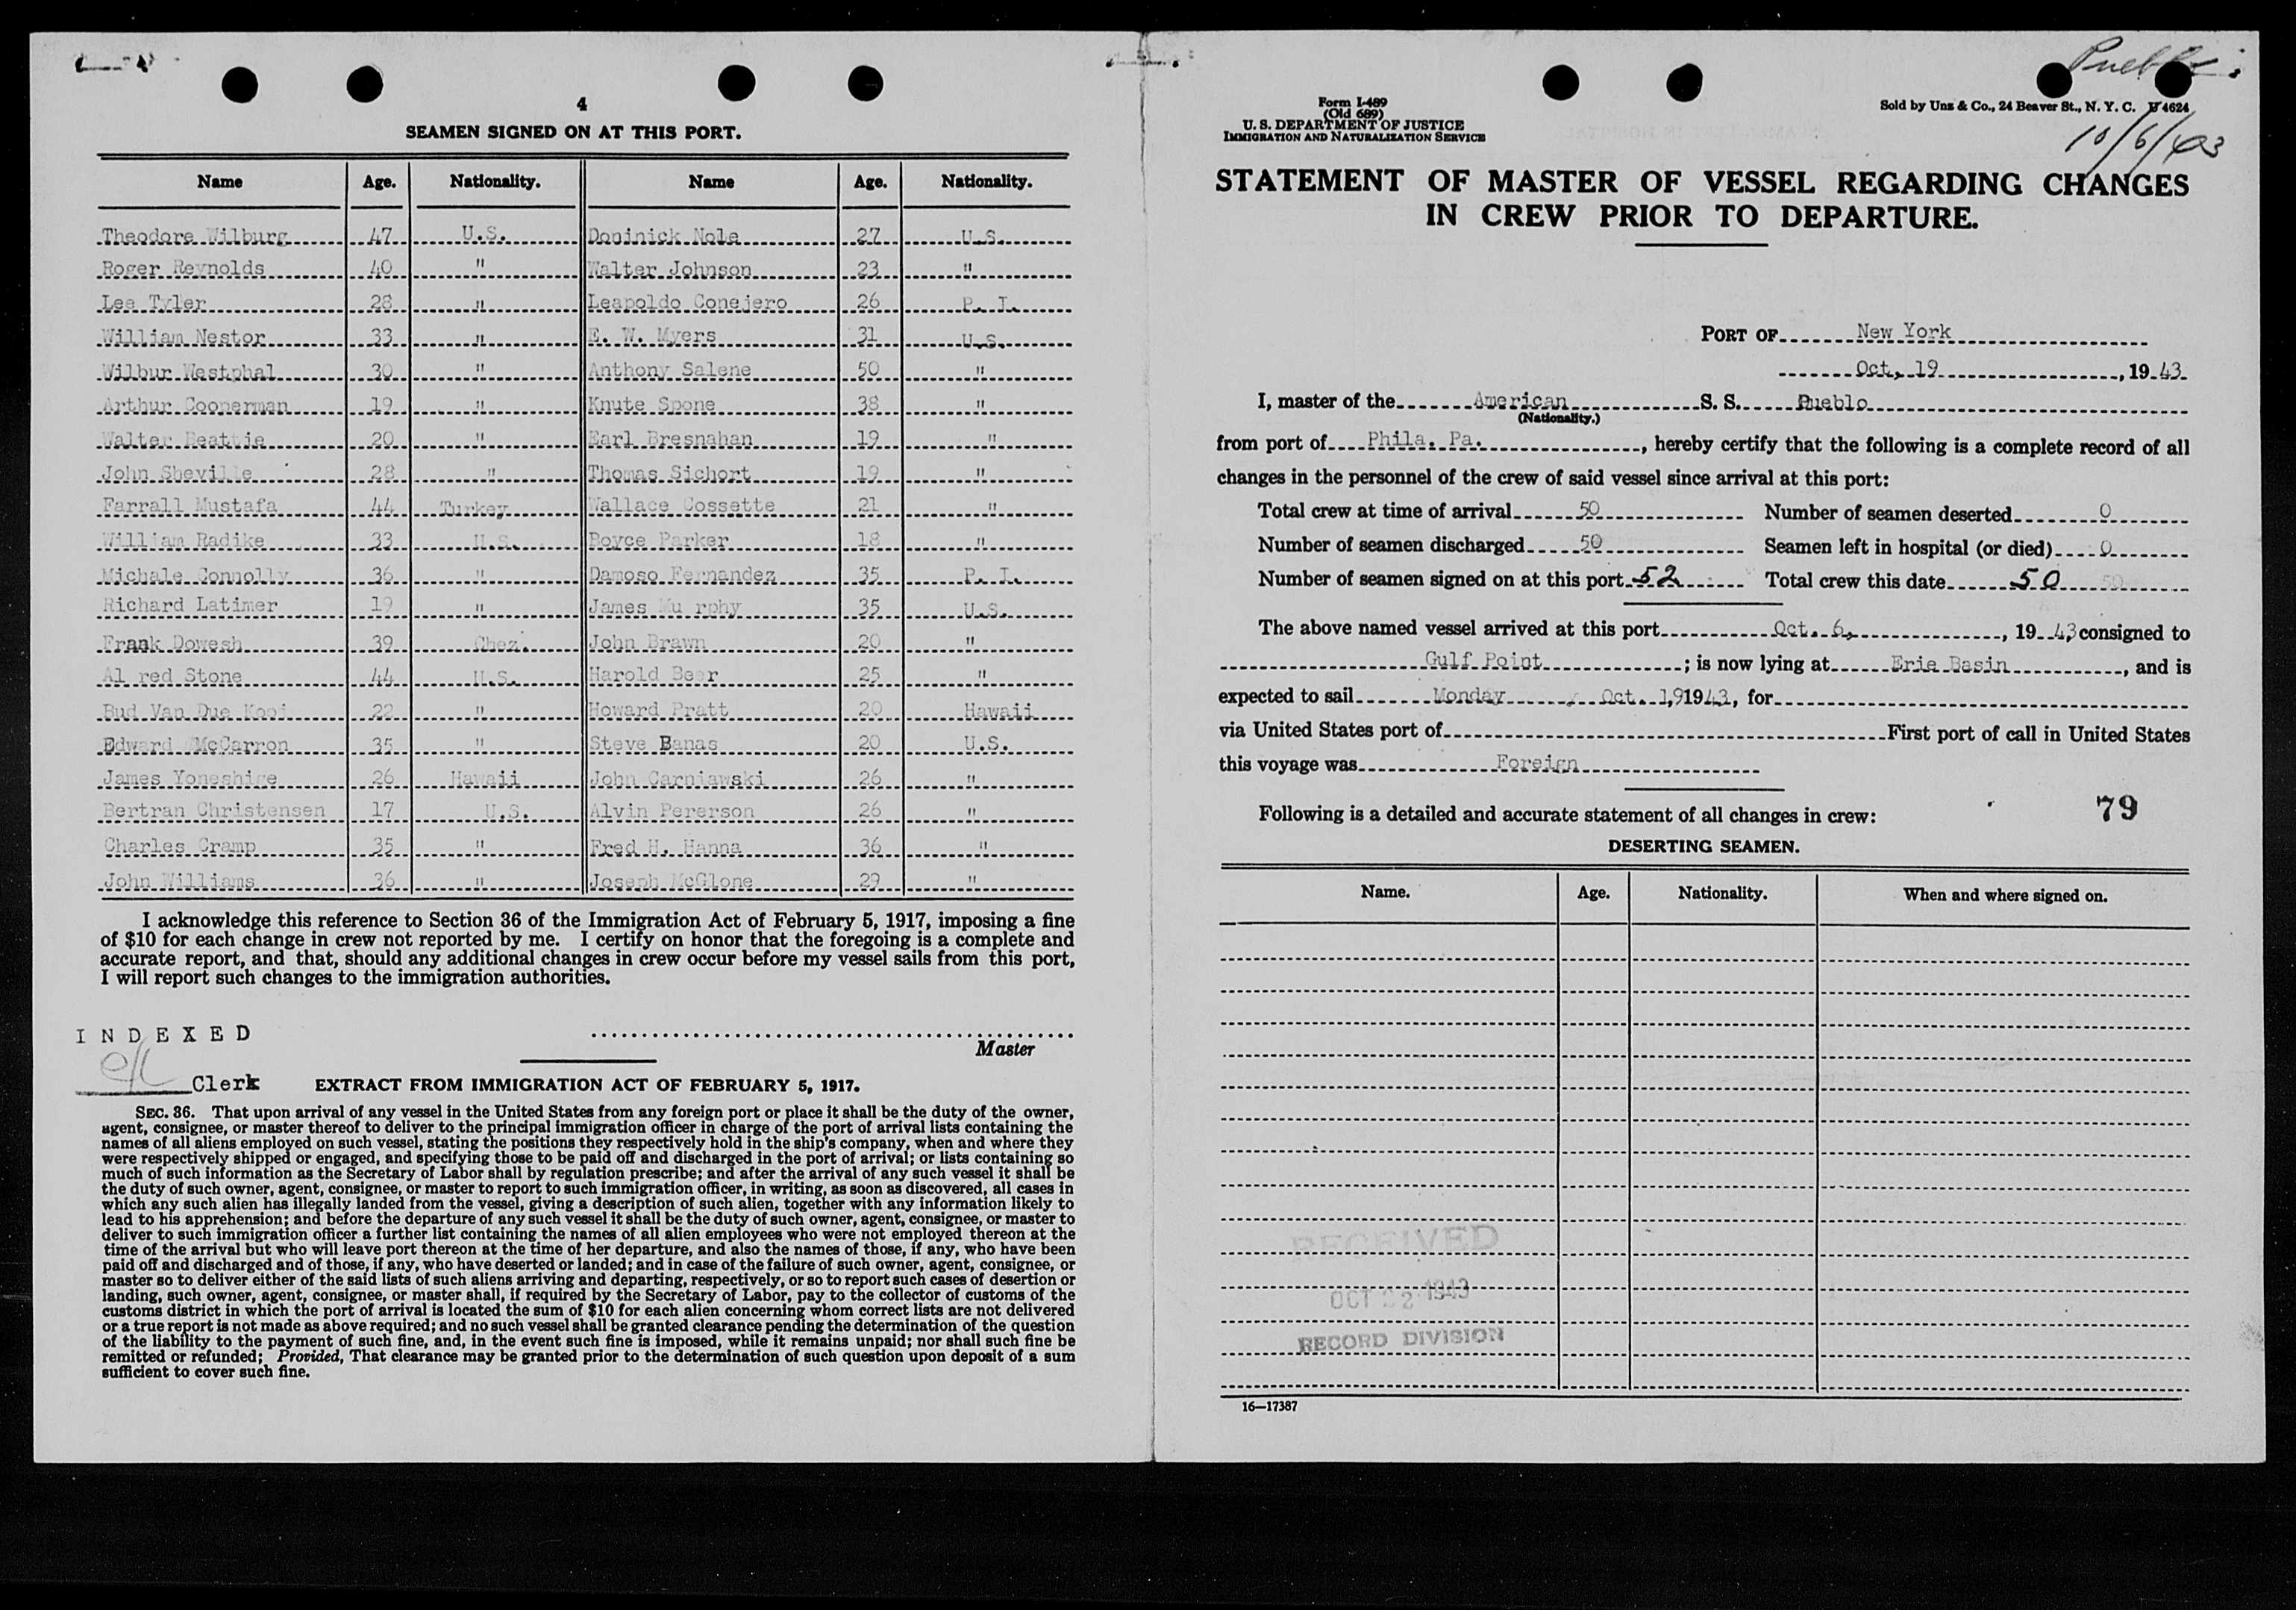 4
SEAMEN SIGNED ON AT THIS PORT.
Name Age. Nationality. Name Age. Nationality.
Theodore Wilburg 47 U.S. Doninick Nole 27 U.S.
Roger Reynolds 40 " Walter Johnson 23 "
Lee Tyler 28 " Leapoldo Conejero 26 P. I.
William Nestor 33 " E. W. Myers 31 U.S.
Wilbur Westphal 30 " Anthony Salene 50 "
Arthur Cooperman 19 " Knute Spone 38 "
Walter Beattie 20 " Earl Bresnahan 19 "
John Sheville 28 " Thomas Sichort 19 "
Farrall Mustafa 44 Turkey Wallace Cossette 21 "
William Radike 33 U.S. Boyce Parker 18 "
Michale Connolly 36 " Damoso Fernandez 35 P. I.
Richard Latimer 19 " James Mu rphy 35 U.S.
Frank Dowesh 39 Chez. John Brawn 20 "
Al red Stone 44 U.S. Harold Beer 25 "
Bud Van Due Kooi 22 " Howard Pratt 20 Hawaii
Edward McCarron 35 " Steve Banas 20 U.S.
James Yoneshige 26 Hawaii John Carniawski 26 "
Bertran Christensen 17 U.S. Alvin Pererson 26 "
Charles Cramp 35 " Fred H. Hanna 36 "
John Williams 36 " Joseph McGlone 29 "
I acknowledge this reference to Section 36 of the Immigration Act of February 5, 1917, imposing a fine
of $10 for each change in crew not reported by me. I certify on honor that the foregoing is a complete and
accurate report, and that, should any additional changes in crew occur before my vessel sails from this port,
I will report such changes to the immigration authorities.
INDEXED
Master
Clerk
EXTRACT FROM IMMIGRATION ACT OF FEBRUARY 5, 1917.
SEC. 36. That upon arrival of any vessel in the United States from any foreign port or place it shall be the duty of the owner,
agent, consignee, or master thereof to deliver to the principal immigration officer in charge of the port of arrival lists containing the
names of all aliens employed on such vessel, stating the positions they respectively hold in the ship's company, when and where they
were respectively shipped or engaged, and specifying those to be paid off and discharged in the port of arrival; or lists containing so
much of such information as the Secretary of Labor shall by regulation prescribe; and after the arrival of any such vessel it shall be
the duty of such owner, agent, consignee, or master to report to such immigration officer, in writing, as soon as discovered, all cases in
which any such alien has illegally landed from the vessel, giving a description of such alien, together with any information likely to
lead to his apprehension; and before the departure of any such vessel it shall be the duty of such owner, agent, consignee, or master to
deliver to such immigration officer a further list containing the names of all alien employees who were not employed thereon at the
time of the arrival but who will leave port thereon at the time of her departure, and also the names of those, if any, who have been
paid off and discharged and of those, if any, who have deserted or landed; and in case of the failure of such owner, agent, consignee, or
master so to deliver either of the said lists of such aliens arriving and departing, respectively, or so to report such cases of desertion or
landing, such owner, agent, consignee, or master shall, if required by the Secretary of Labor, pay to the collector of customs of the
customs district in which the port of arrival is located the sum of $10 for each alien concerning whom correct lists are not delivered
or a true report is not made as above required; and no such vessel shall be granted clearance pending the determination of the question
of the liability to the payment of such fine, and, in the event such fine is imposed, while it remains unpaid; nor shall such fine be
remitted or refunded; Provided, That clearance may be granted prior to the determination of such question upon deposit of a sum
sufficient to cover such fine.
Pueblo
Form I-489
(Old 689)
U. S. DEPARTMENT OF JUSTICE
IMMIGRATION AND NATURALIZATION SERVICE
Sold by Unz & Co., 24 Beaver St., N. Y. C. U 4624
10/6/43
STATEMENT OF MASTER OF VESSEL REGARDING CHANGES
IN CREW PRIOR TO DEPARTURE.
PORT OF New York
Oct, 19, 1943
I, master of the American S. S. Pueblo
(Nationality.)
from port of Phila. Pa., hereby certify that the following is a complete record of all
changes in the personnel of the crew of said vessel since arrival at this port:
Total crew at time of arrival 50 Number of seamen deserted 0
Number of seamen discharged 50 Seamen left in hospital (or died) 0
Number of seamen signed on at this port 52 Total crew this date 50 50
The above named vessel arrived at this port Oct. 6, , 19 43 consigned to
Gulf Point ; is now lying at Erie Basin , and is
expected to sail Monday Oct. 19 1943, for
via United States port of First port of call in United States
this voyage was Foreign
Following is a detailed and accurate statement of all changes in crew:
79
DESERTING SEAMEN.
Name. Age. Nationality. When and where signed on.
RECEIVED
OCT 22 1943
RECORD DIVISION
16—17387